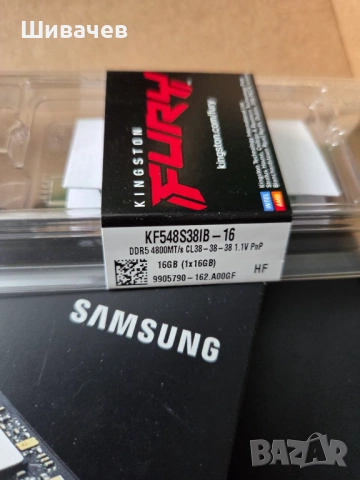 Шивачев
KINGSTON
FURY
kingston.com/fury
KF548S38IB-16
DDR5 4800MT/s CL38-38-38 1.1V PnP
16GB (1x16GB)
9905790-162.A00GF
HF
SAMSUNG
BAZAR